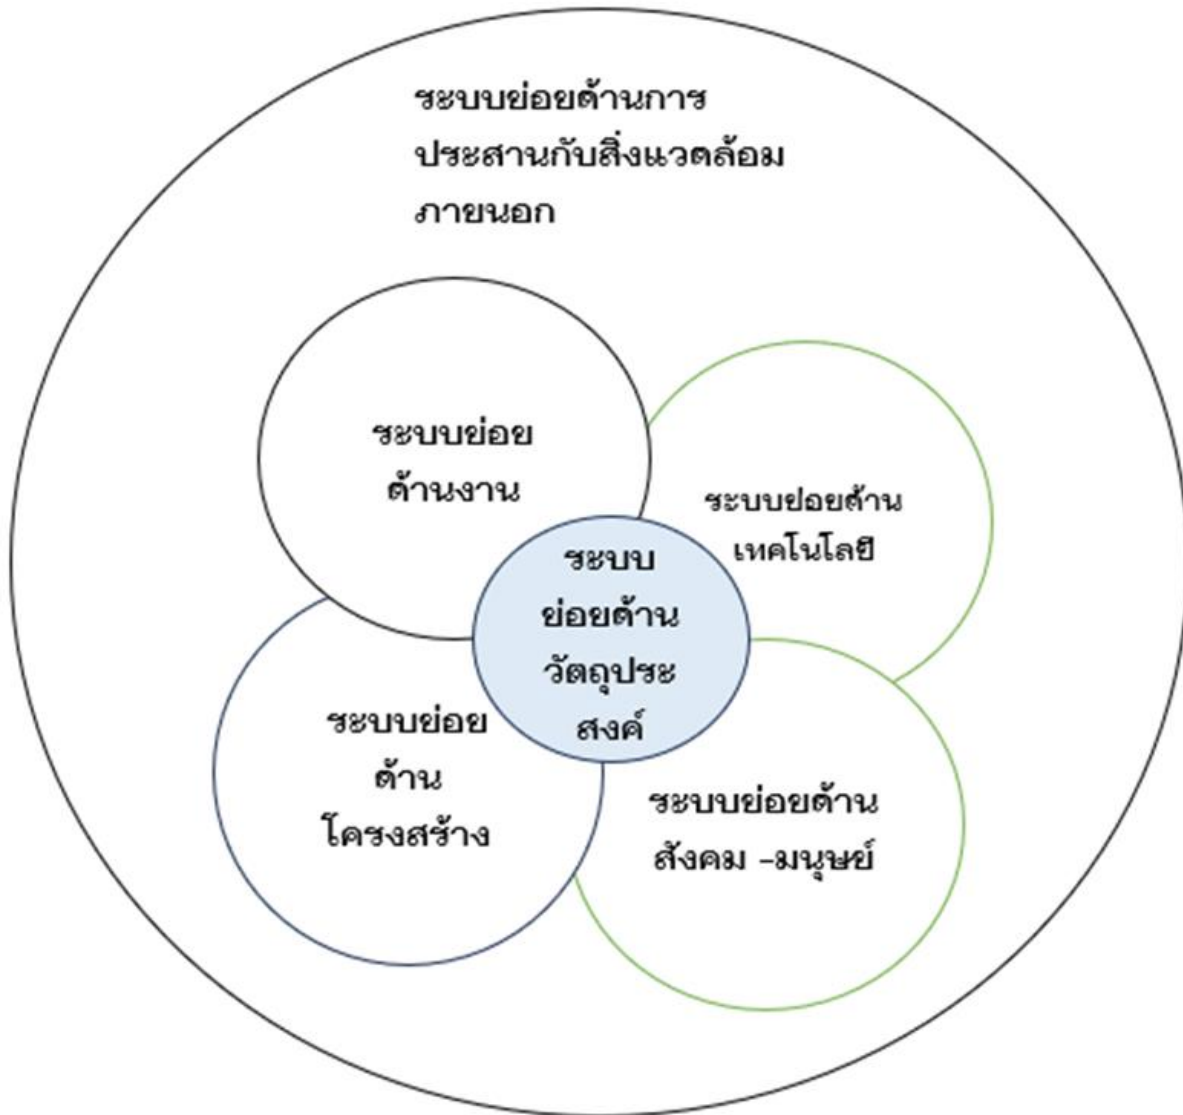 ระบบย่อยด้านการ
ประสานกับสิ่งแวดล้อม
ภายนอก
ระบบย่อย
ด้านงาน
ระบบย่อยด้าน
เทคโนโลยี
ระบบ
ย่อยด้าน
วัตถุประ
สงค์
ระบบย่อย
ด้าน
โครงสร้าง
ระบบย่อยด้าน
สังคม -มนุษย์